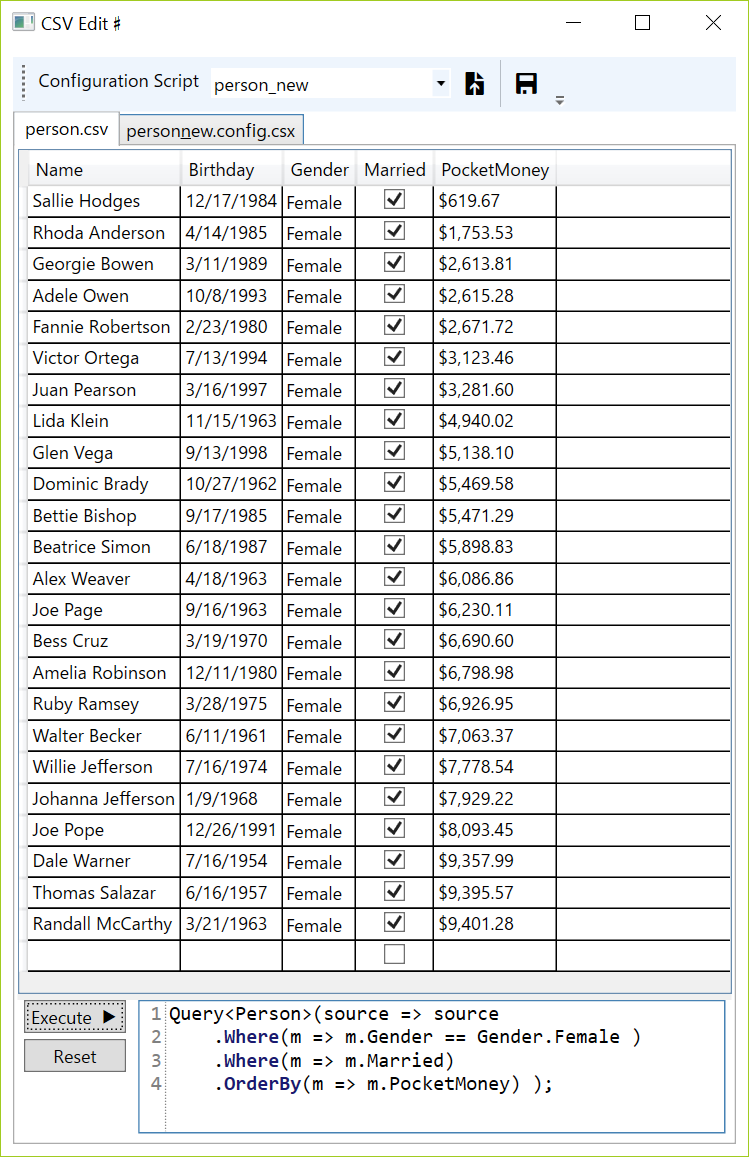 CSV Edit ♯
Configuration Script person_new
person.csv personnew.config.csx
Name Birthday Gender Married PocketMoney
Sallie Hodges 12/17/1984 Female $619.67
Rhoda Anderson 4/14/1985 Female $1,753.53
Georgie Bowen 3/11/1989 Female $2,613.81
Adele Owen 10/8/1993 Female $2,615.28
Fannie Robertson 2/23/1980 Female $2,671.72
Victor Ortega 7/13/1994 Female $3,123.46
Juan Pearson 3/16/1997 Female $3,281.60
Lida Klein 11/15/1963 Female $4,940.02
Glen Vega 9/13/1998 Female $5,138.10
Dominic Brady 10/27/1962 Female $5,469.58
Bettie Bishop 9/17/1985 Female $5,471.29
Beatrice Simon 6/18/1987 Female $5,898.83
Alex Weaver 4/18/1963 Female $6,086.86
Joe Page 9/16/1963 Female $6,230.11
Bess Cruz 3/19/1970 Female $6,690.60
Amelia Robinson 12/11/1980 Female $6,798.98
Ruby Ramsey 3/28/1975 Female $6,926.95
Walter Becker 6/11/1961 Female $7,063.37
Willie Jefferson 7/16/1974 Female $7,778.54
Johanna Jefferson 1/9/1968 Female $7,929.22
Joe Pope 12/26/1991 Female $8,093.45
Dale Warner 7/16/1954 Female $9,357.99
Thomas Salazar 6/16/1957 Female $9,395.57
Randall McCarthy 3/21/1963 Female $9,401.28
Execute
Reset
1 Query<Person>(source => source
2 .Where(m => m.Gender == Gender.Female )
3 .Where(m => m.Married)
4 .OrderBy(m => m.PocketMoney) );